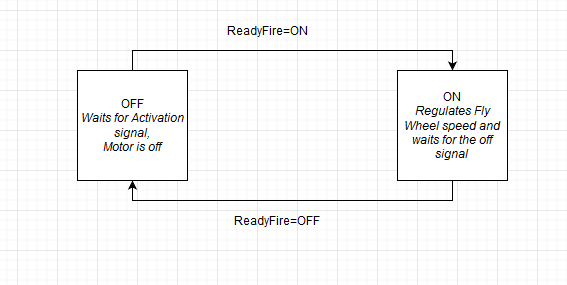 ReadyFire=ON
OFF
Waits for Activation
signal,
Motor is off
ON
Regulates Fly
Wheel speed and
waits for the off
signal
ReadyFire=OFF